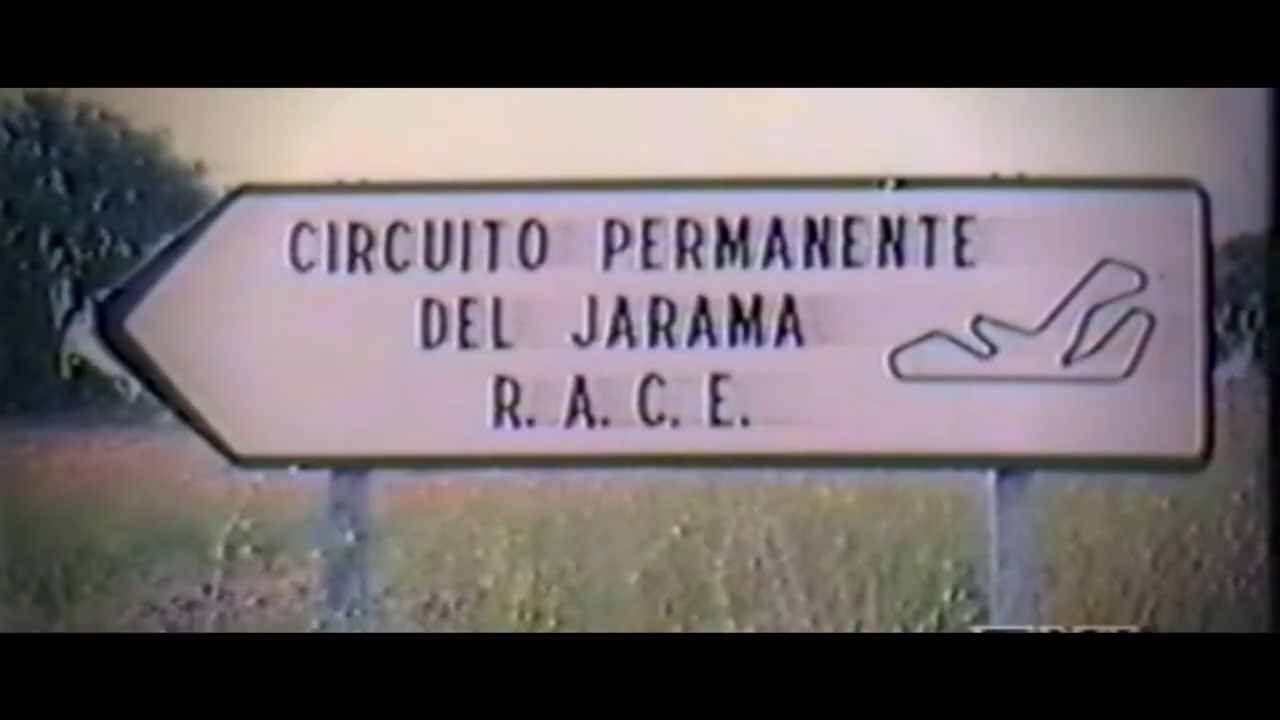 CIRCUITO PERMANENTE
DEL JARAMA
R. A. C. E.